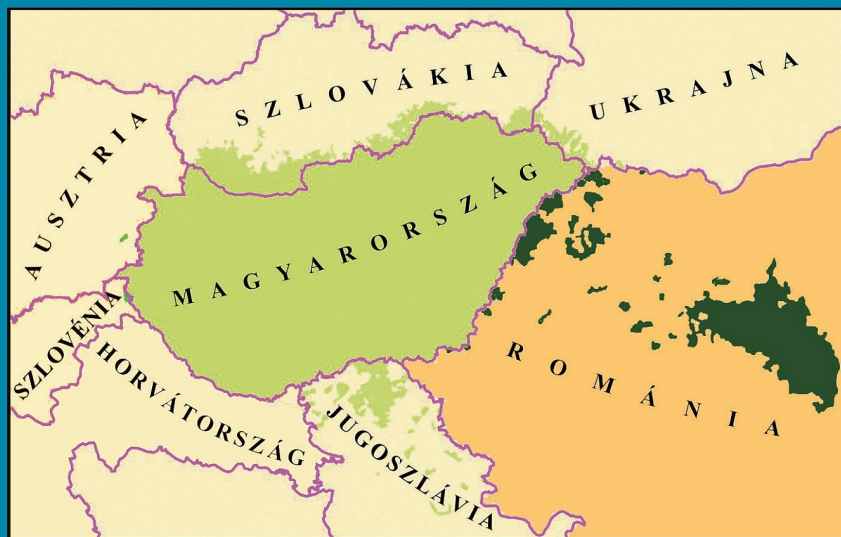 SZLOVÁKIA
UKRAJNA
AUSZTRIA
MAGYARORSZÁG
SZLOVÉNIA
HORVÁTORSZÁG
JUGOSZLÁVIA
ROMÁNIA